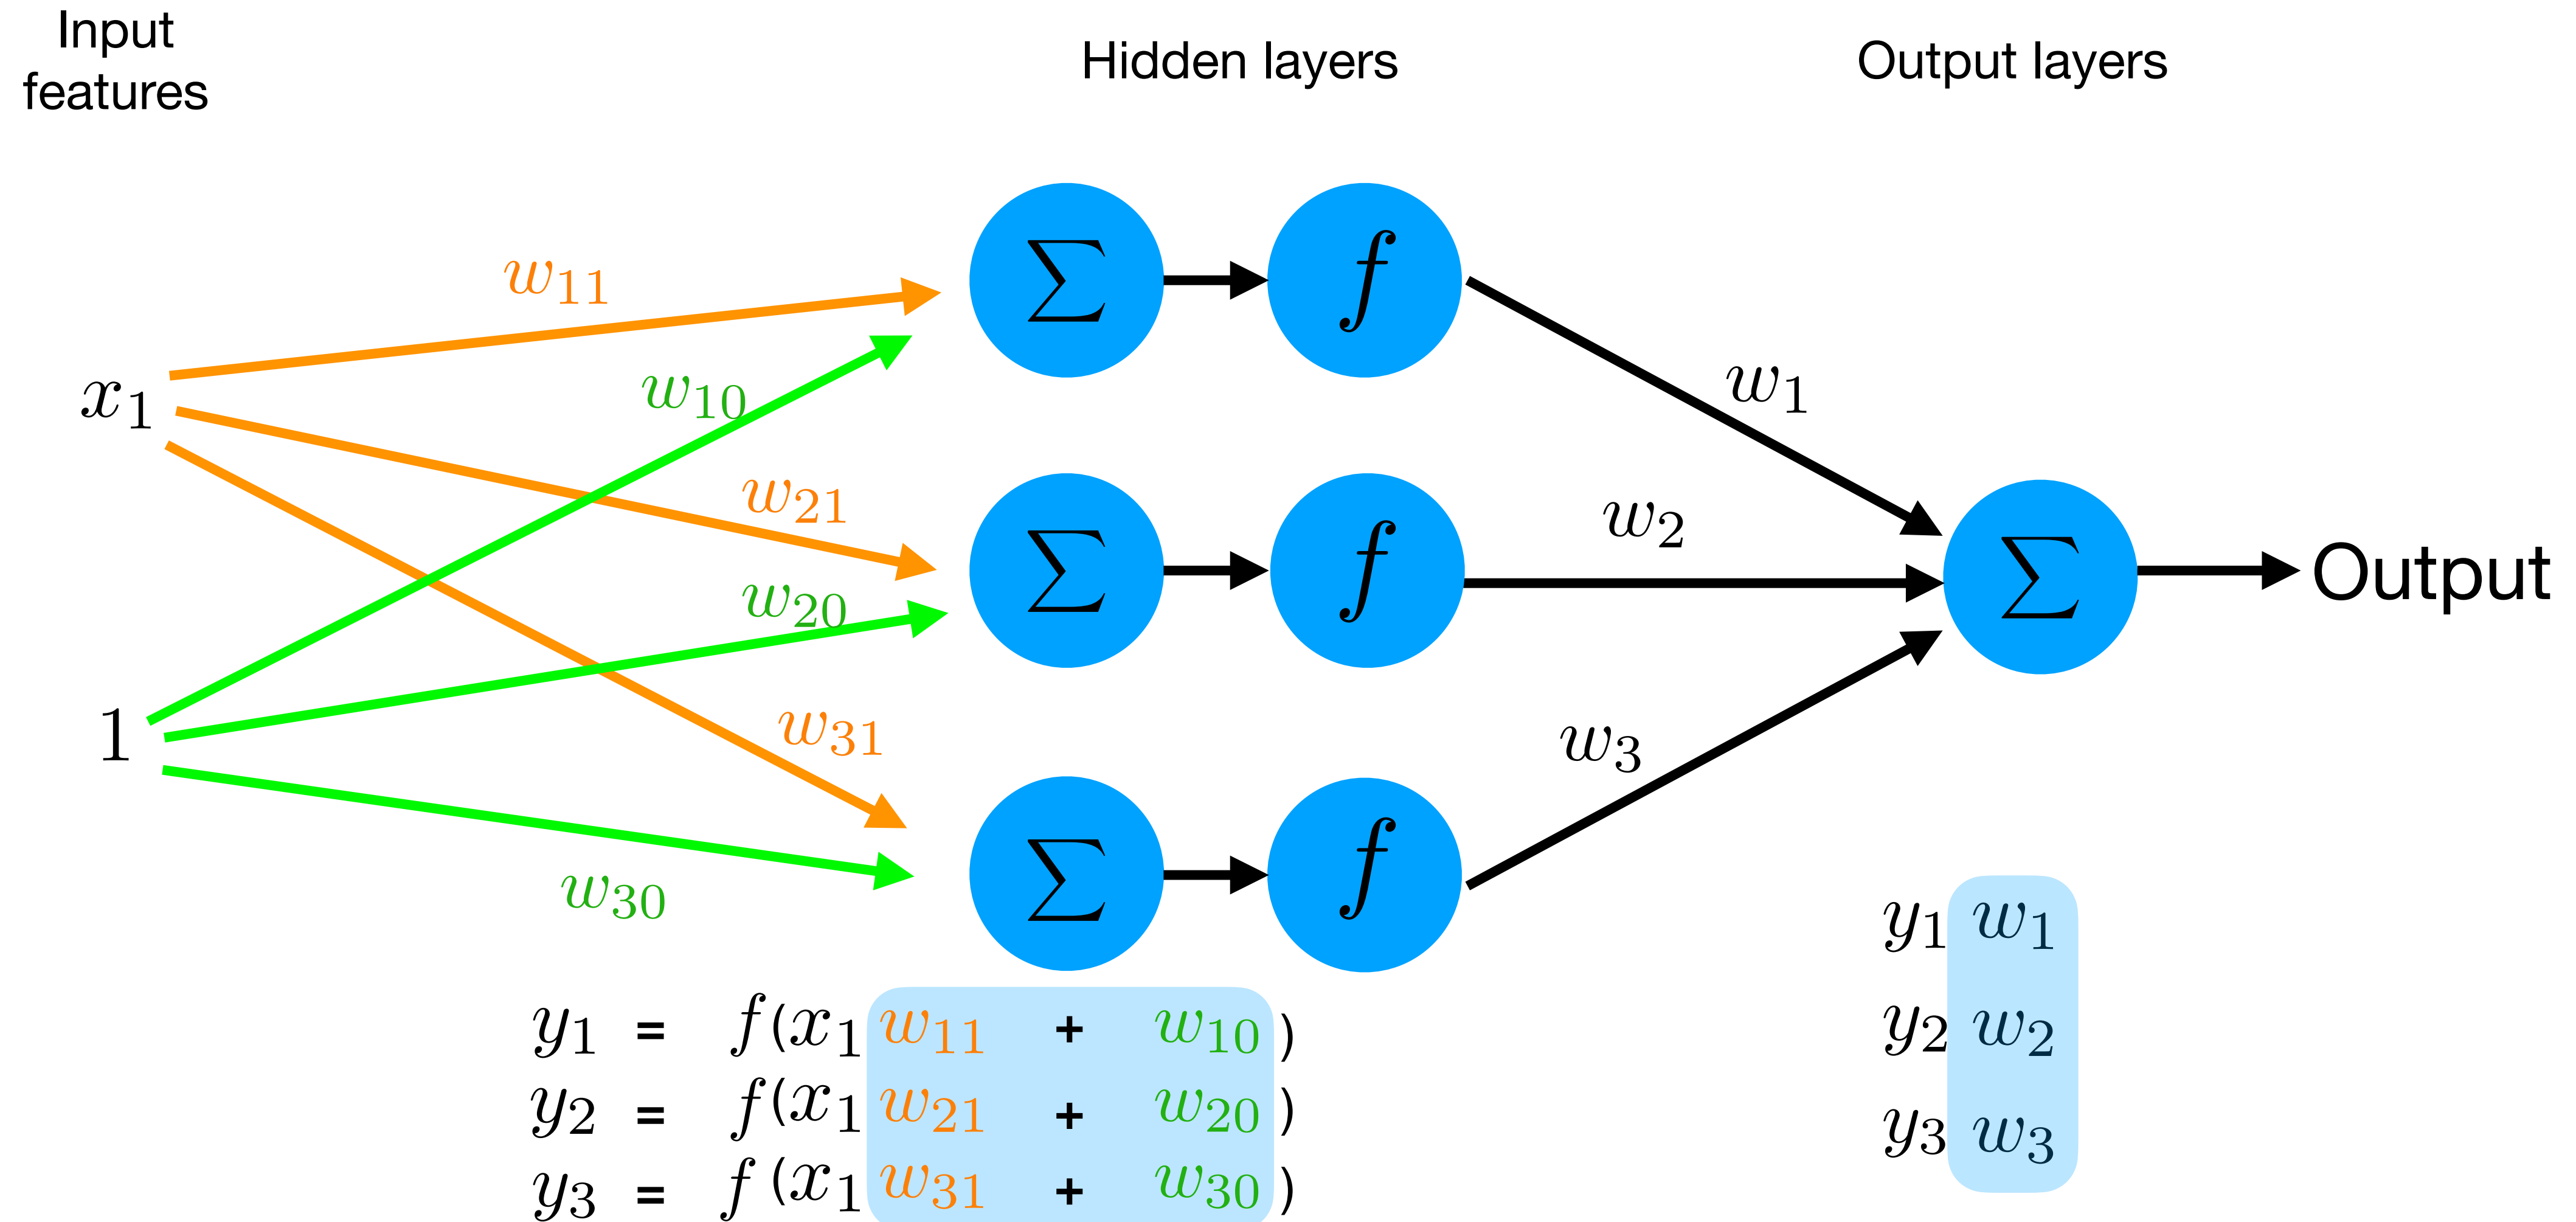 Input
features
Hidden layers
Output layers
w₁₁
w₁₀
x₁
w₂₁
w₂₀
1
w₃₁
w₃₀
∑
f
∑
f
∑
f
w₁
w₂
w₃
∑
Output
y₁ = f(x₁ w₁₁ + w₁₀)
y₂ = f(x₁ w₂₁ + w₂₀)
y₃ = f(x₁ w₃₁ + w₃₀)
y₁ w₁
y₂ w₂
y₃ w₃